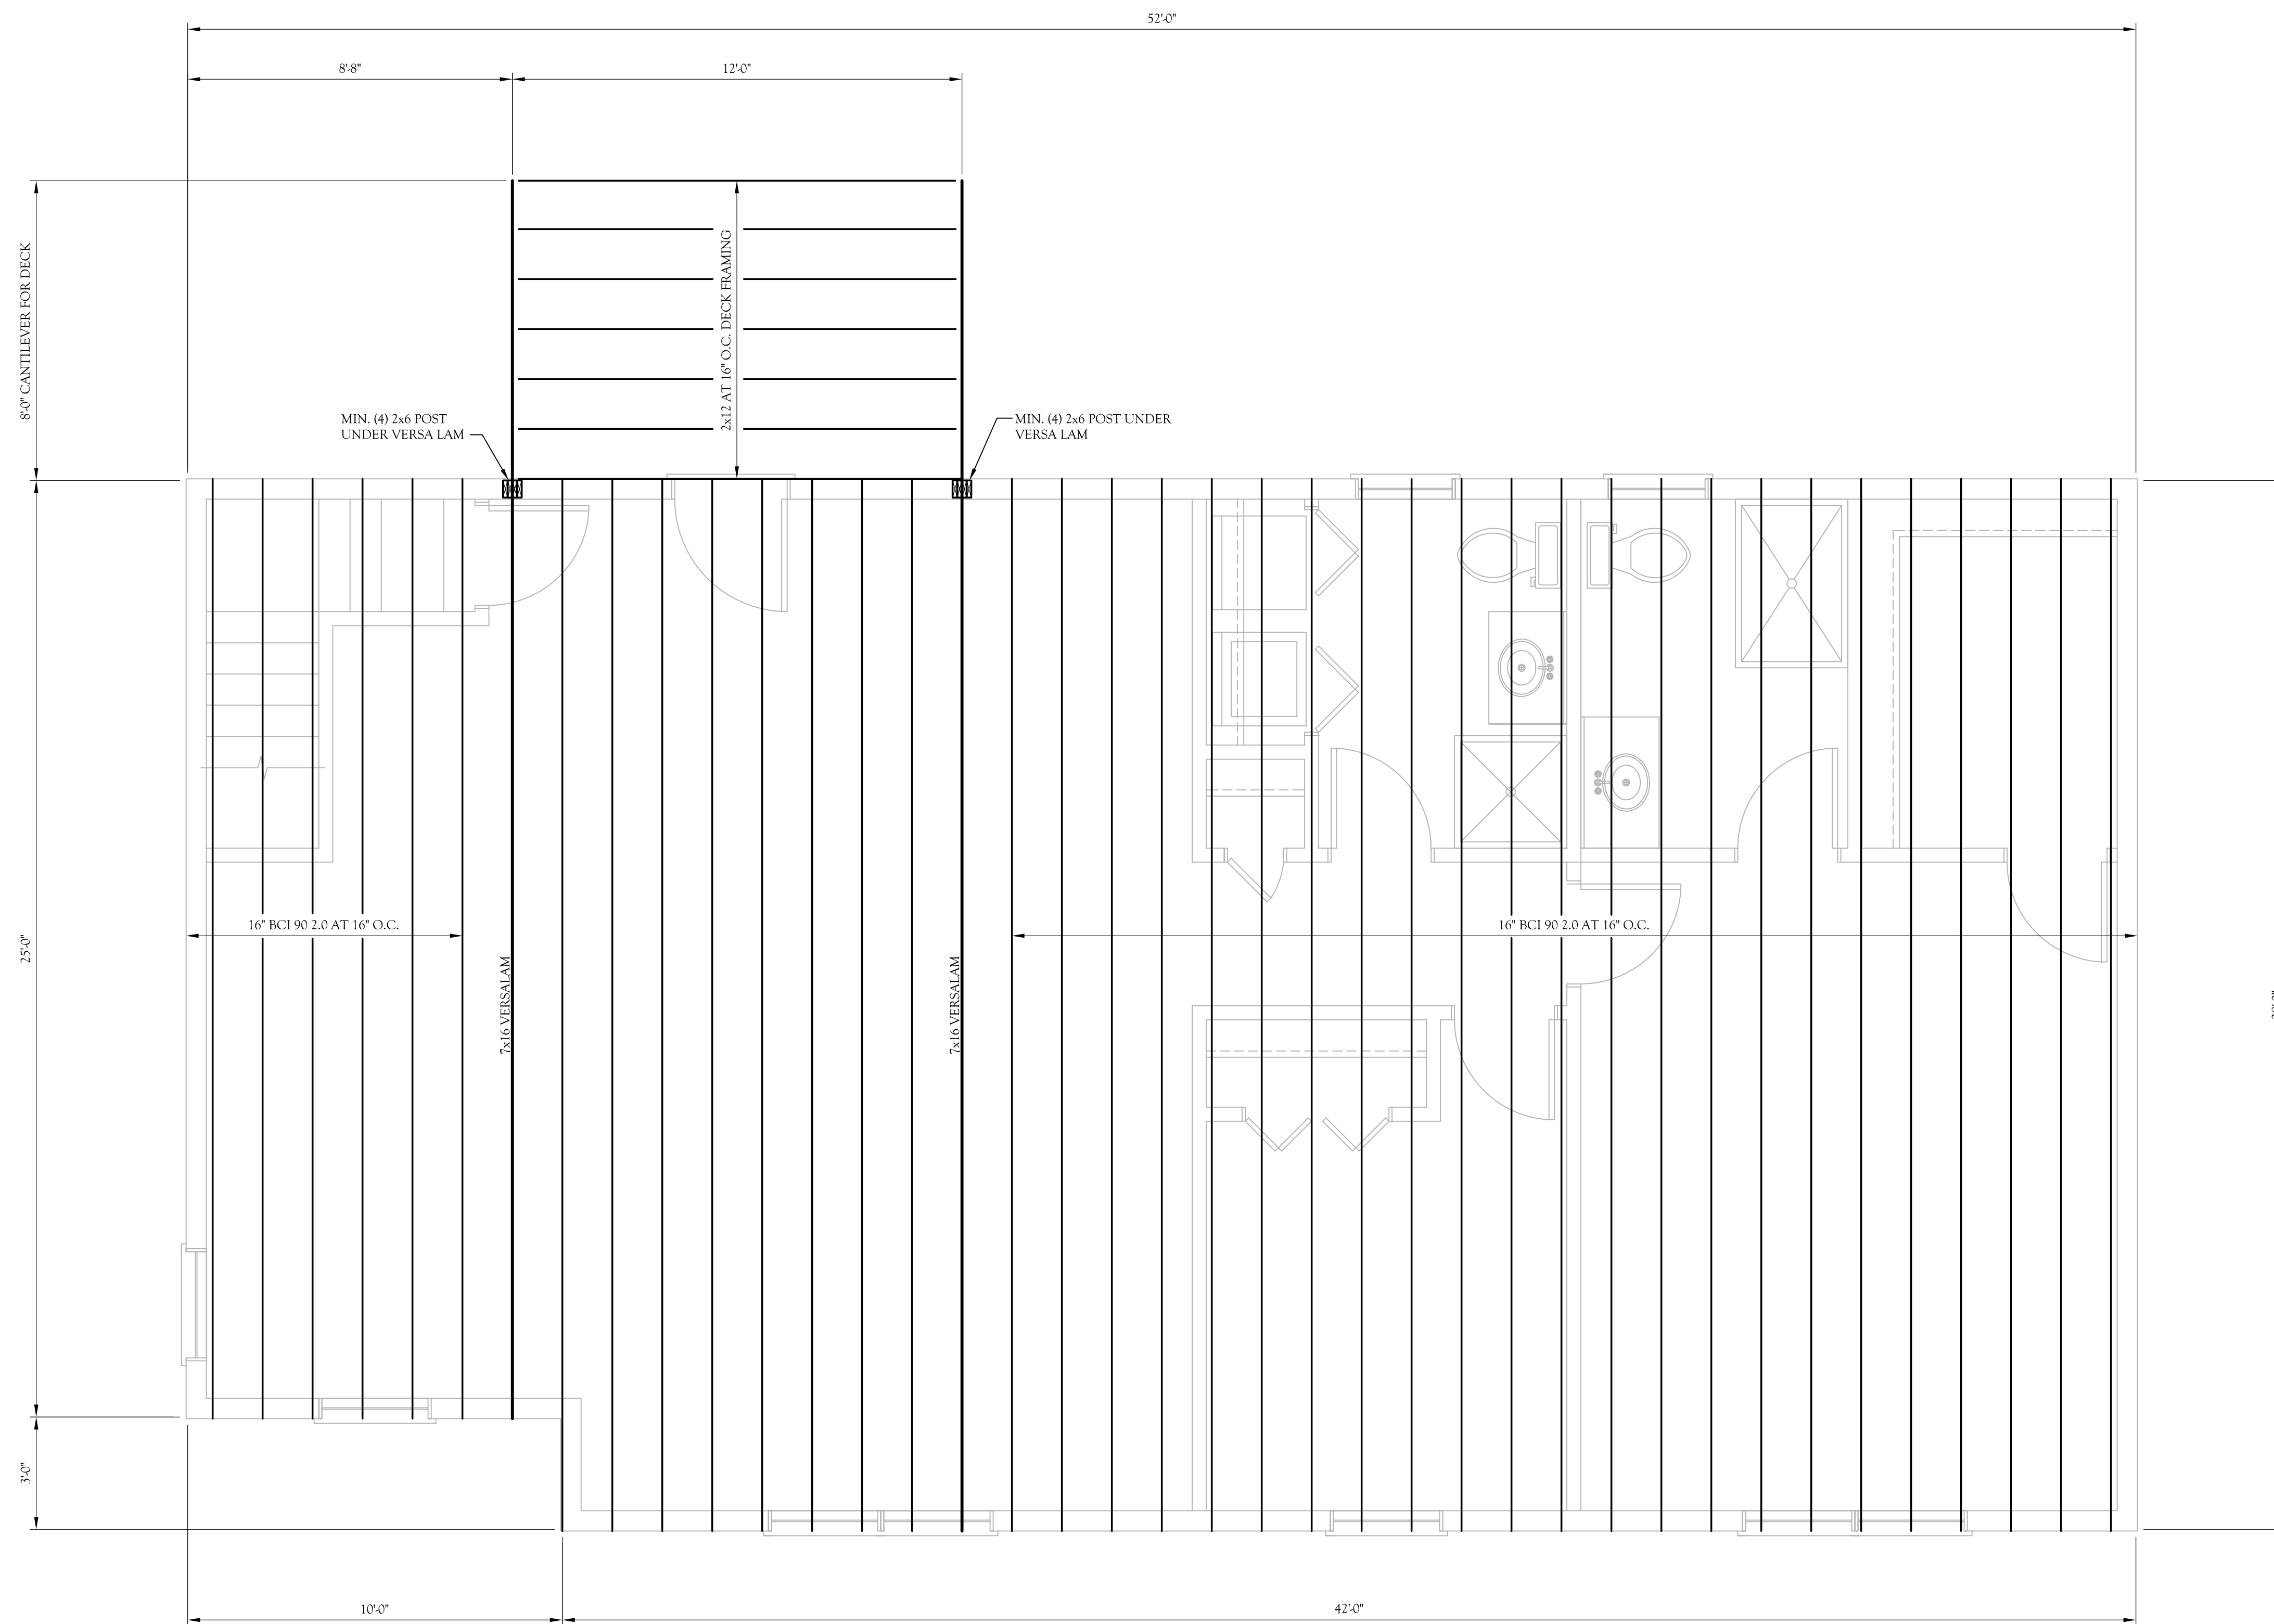 52'-0"
8'-8"
12'-0"
8'-0" CANTILEVER FOR DECK
2x12 AT 16" O.C. DECK FRAMING
MIN. (4) 2x6 POST
UNDER VERSA LAM
MIN. (4) 2x6 POST UNDER
VERSA LAM
25'-0"
16" BCI 90 2.0 AT 16" O.C.
16" BCI 90 2.0 AT 16" O.C.
7x16 VERSALAM
7x16 VERSALAM
3'-0"
10'-0"
42'-0"